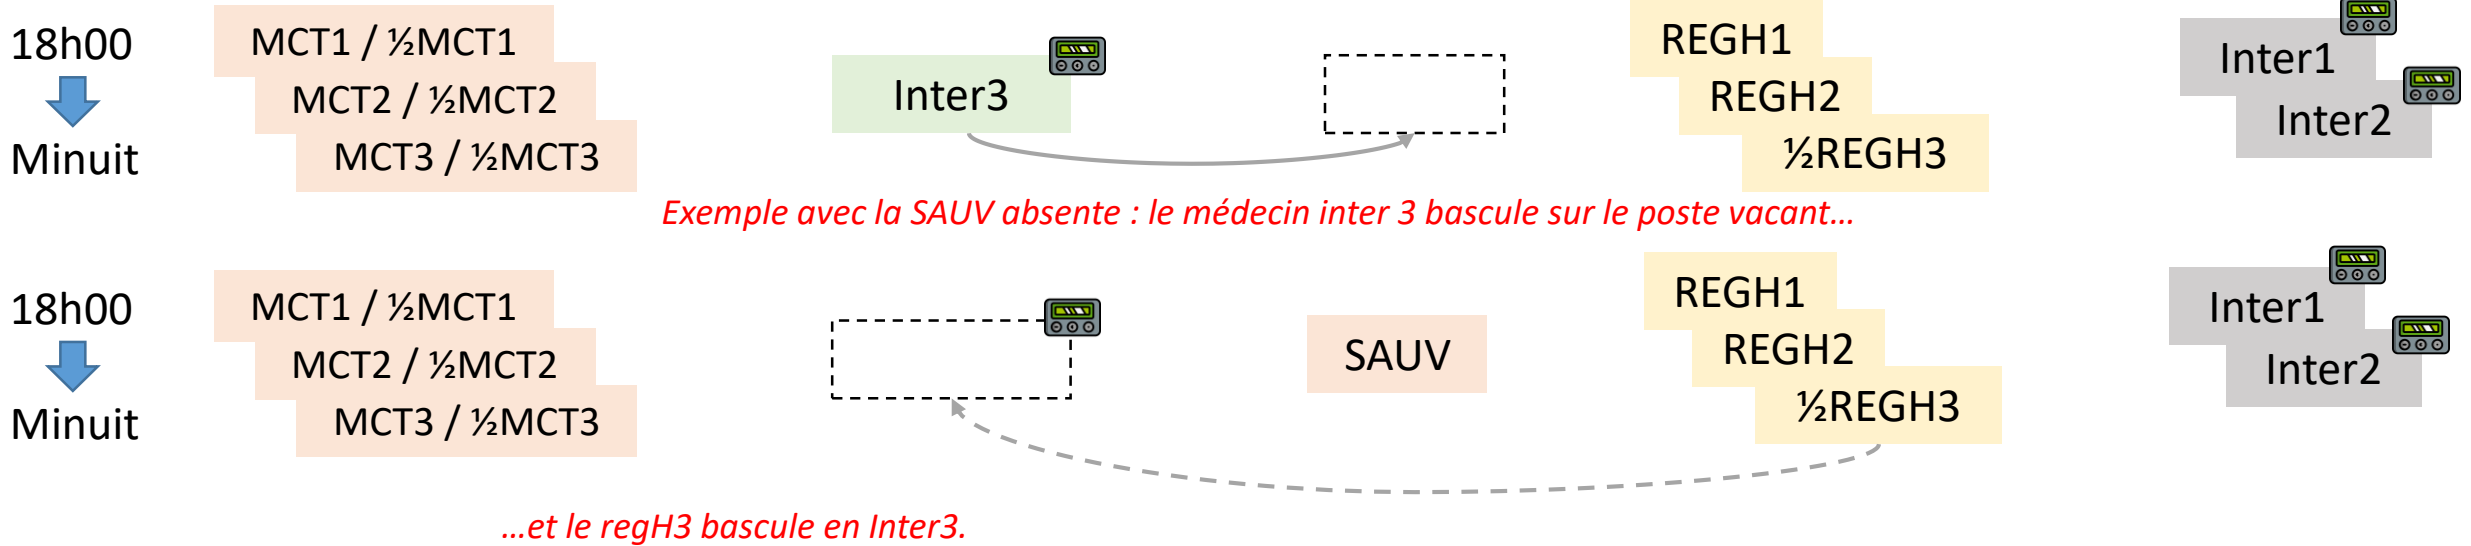 18h00
Minuit
MCT1 / ½MCT1
MCT2 / ½MCT2
MCT3 / ½MCT3
Inter3
REGH1
REGH2
½REGH3
Inter1
Inter2
Exemple avec la SAUV absente : le médecin inter 3 bascule sur le poste vacant...
18h00
Minuit
MCT1 / ½MCT1
MCT2 / ½MCT2
MCT3 / ½MCT3
SAUV
REGH1
REGH2
½REGH3
Inter1
Inter2
...et le regH3 bascule en Inter3.